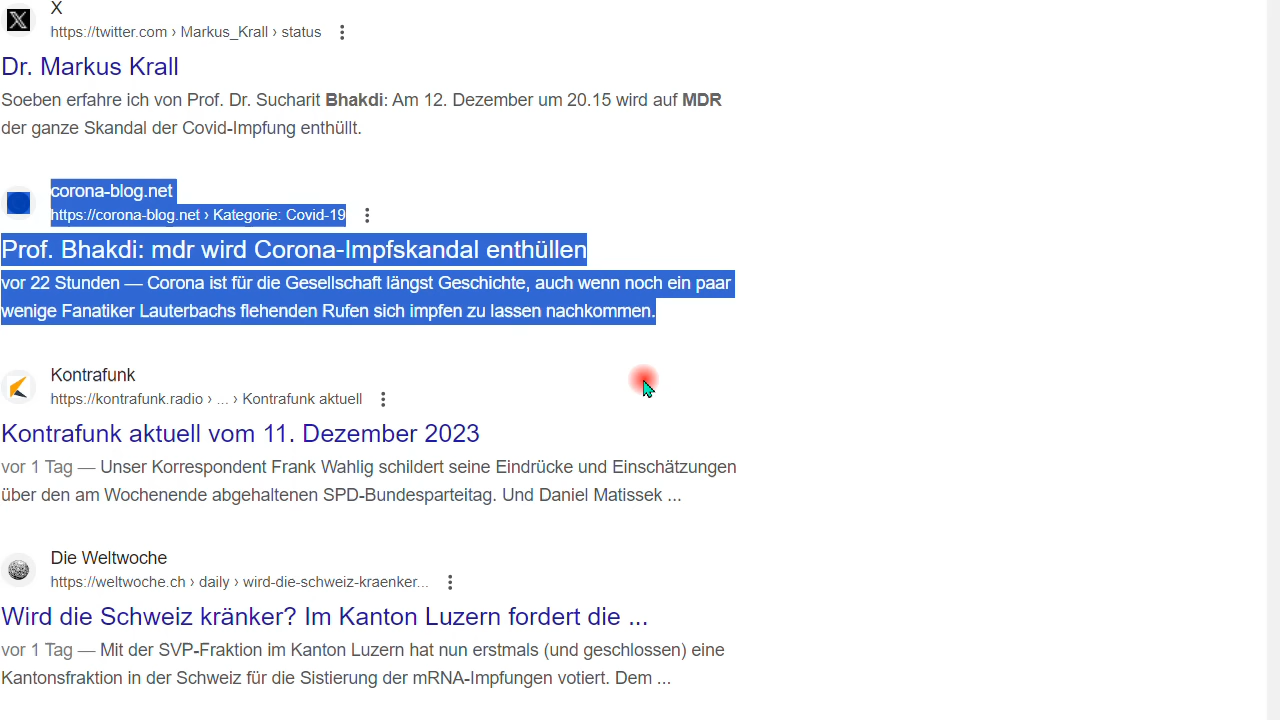 X
https://twitter.com › Markus_Krall › status
Dr. Markus Krall
Soeben erfahre ich von Prof. Dr. Sucharit Bhakdi: Am 12. Dezember um 20.15 wird auf MDR
der ganze Skandal der Covid-Impfung enthüllt.
corona-blog.net
https://corona-blog.net › Kategorie: Covid-19
Prof. Bhakdi: mdr wird Corona-Impfskandal enthüllen
vor 22 Stunden — Corona ist für die Gesellschaft längst Geschichte, auch wenn noch ein paar
wenige Fanatiker Lauterbachs flehenden Rufen sich impfen zu lassen nachkommen.
Kontrafunk
https://kontrafunk.radio › ... › Kontrafunk aktuell
Kontrafunk aktuell vom 11. Dezember 2023
vor 1 Tag — Unser Korrespondent Frank Wahlig schildert seine Eindrücke und Einschätzungen
über den am Wochenende abgehaltenen SPD-Bundesparteitag. Und Daniel Matissek ...
Die Weltwoche
https://weltwoche.ch › daily › wird-die-schweiz-kraenker...
Wird die Schweiz kränker? Im Kanton Luzern fordert die ...
vor 1 Tag — Mit der SVP-Fraktion im Kanton Luzern hat nun erstmals (und geschlossen) eine
Kantonsfraktion in der Schweiz für die Sistierung der mRNA-Impfungen votiert. Dem ...